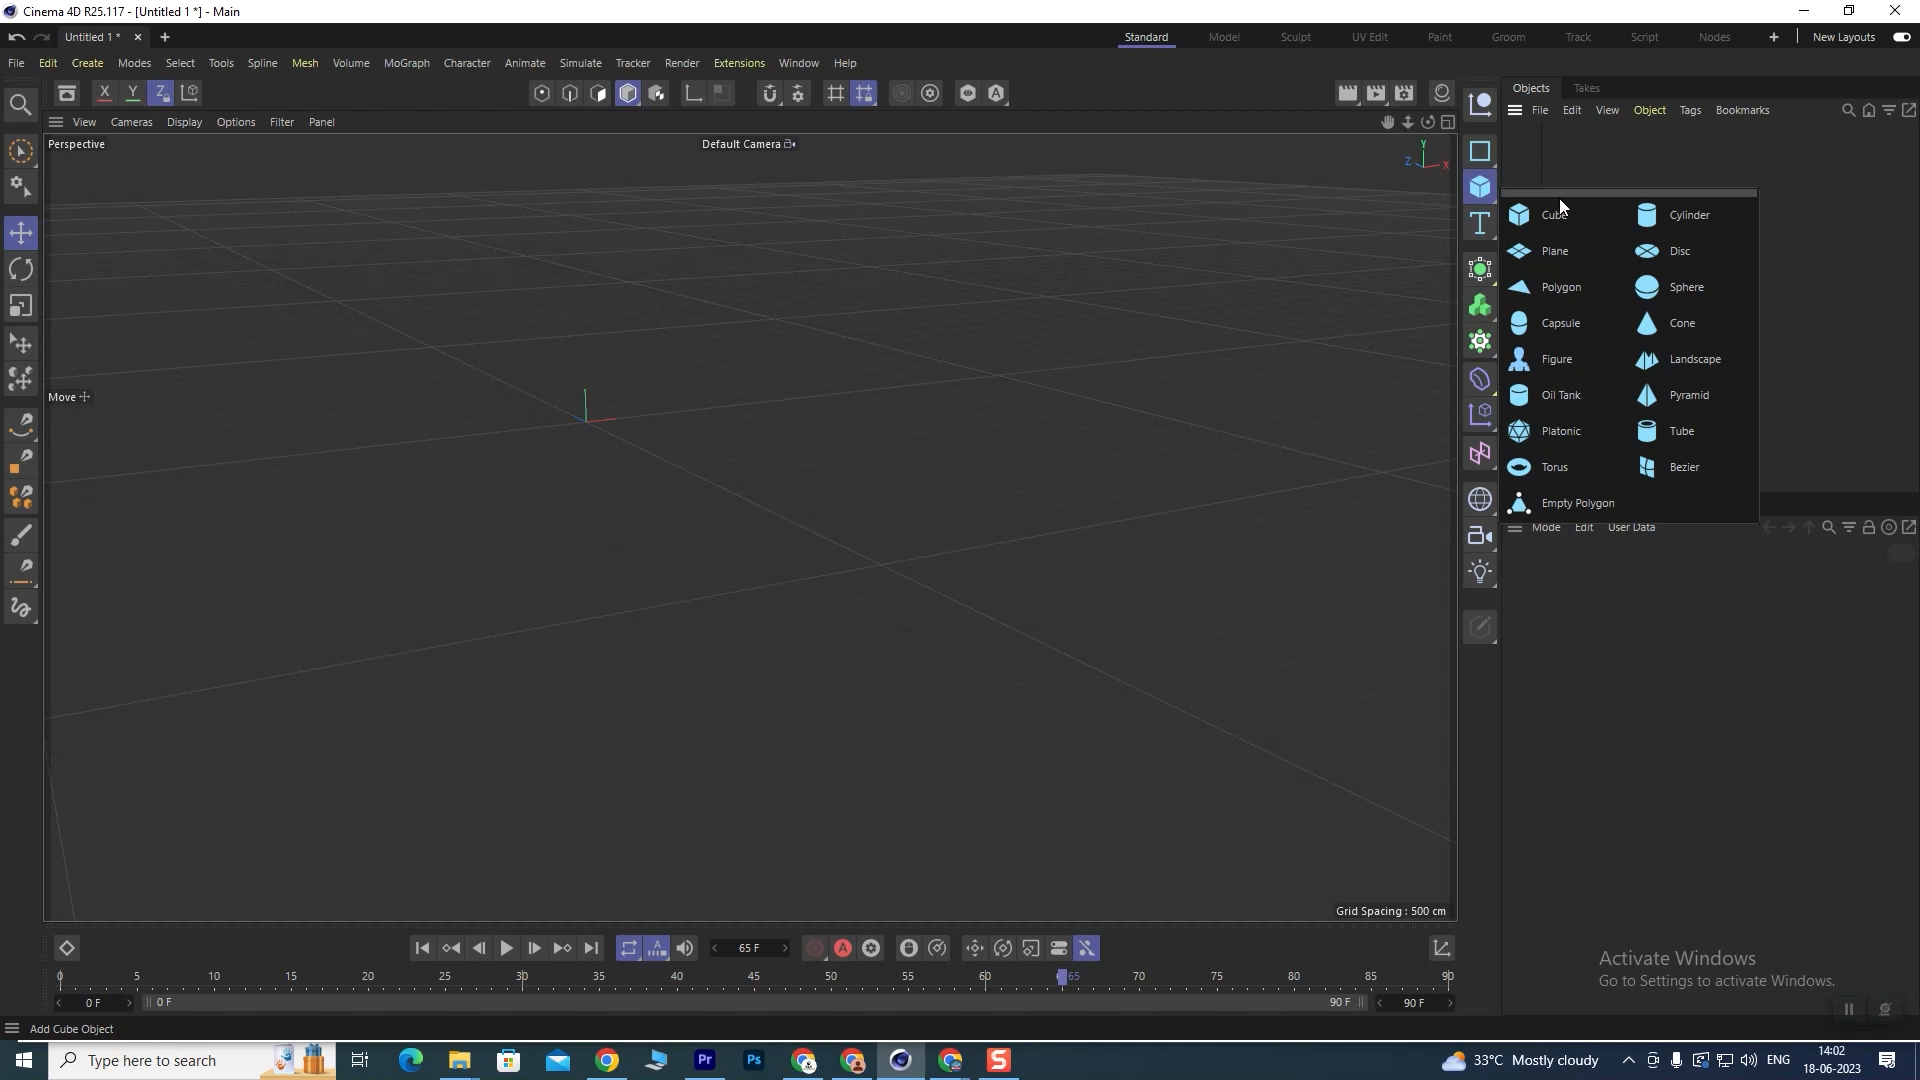 Cinema 4D R25.117 - [Untitled 1 *] - Main
Untitled 1 *
Standard Model Sculpt UV Edit Paint Groom Track Script Nodes New Layouts
File Edit Create Modes Select Tools Spline Mesh Volume MoGraph Character Animate Simulate Tracker Render Extensions Window Help
X Y Z
Objects Takes
File Edit View Object Tags Bookmarks
View Cameras Display Options Filter Panel
Perspective
Default Camera
Y
Z X
Cube Cylinder
Plane Disc
Polygon Sphere
Capsule Cone
Figure Landscape
Oil Tank Pyramid
Platonic Tube
Torus Bezier
Empty Polygon
Move
Mode Edit User Data
Grid Spacing : 500 cm
65 F
0 5 10 15 20 25 30 35 40 45 50 55 60 65 70 75 80 85 90
0 F 0 F 90 F 90 F
Activate Windows
Go to Settings to activate Windows.
Add Cube Object
Type here to search
Pr Ps S
33°C Mostly cloudy
ENG
14:02
18-06-2023